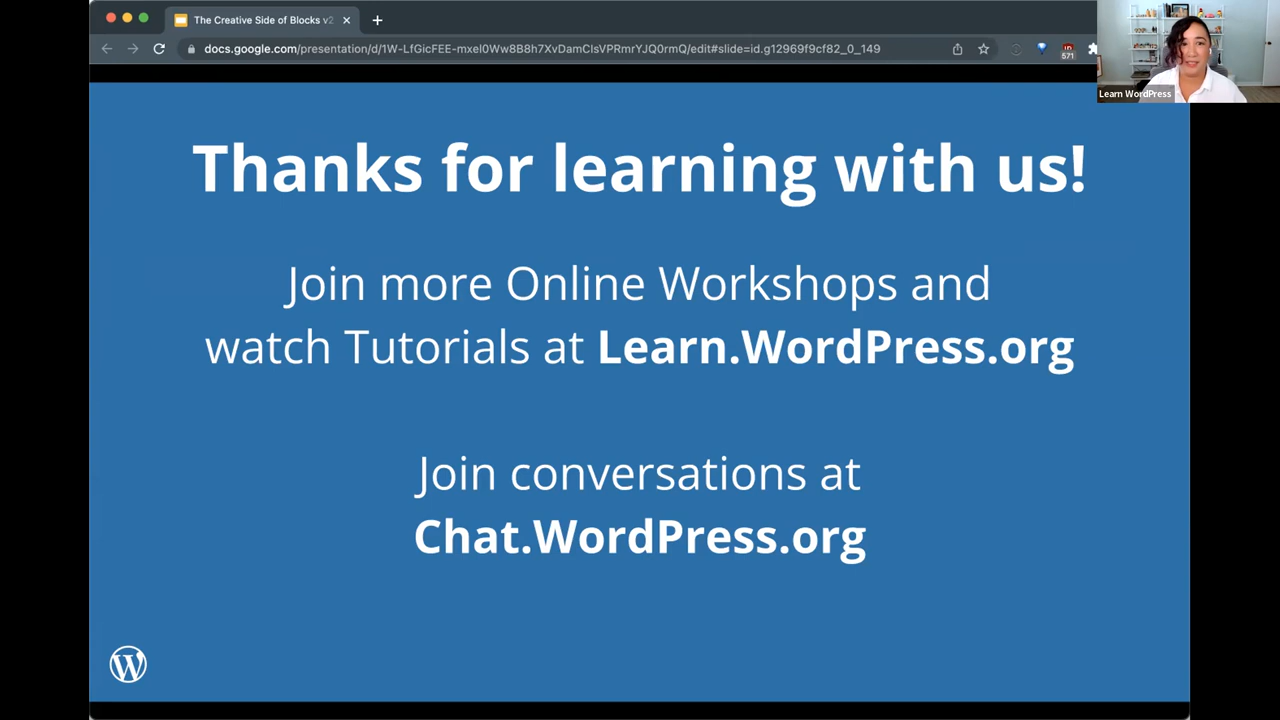 The Creative Side of Blocks v2
docs.google.com/presentation/d/1W-LfGicFEE-mxeI0Ww8B8h7XvDamCIsVPRmrYJQ0rmQ/edit#slide=id.g12969f9cf82_0_149
571
Learn WordPress
Thanks for learning with us!
Join more Online Workshops and
watch Tutorials at Learn.WordPress.org
Join conversations at
Chat.WordPress.org